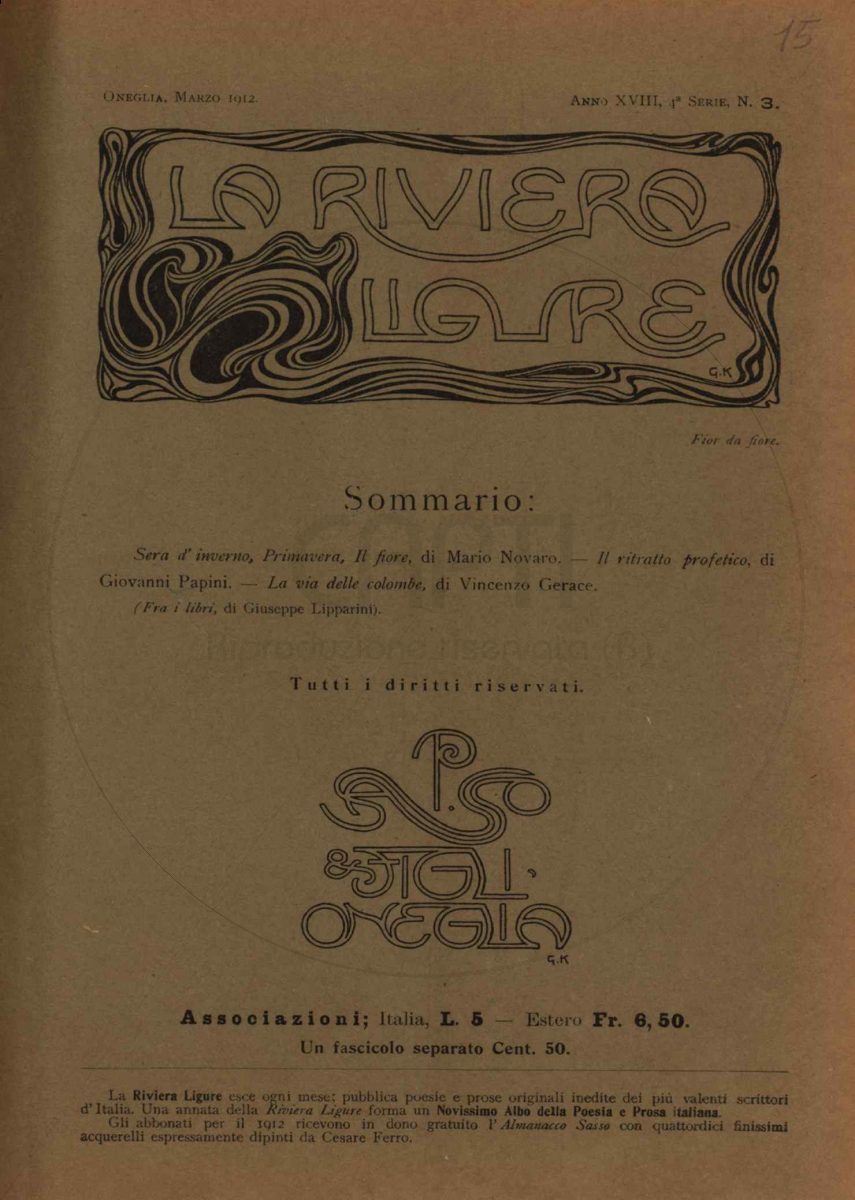 15
Oneglia, Marzo 1912.
Anno XVIII, 4ª Serie, N. 3.
LA RIVIERA
LIGURE
G.K
Fior da fiore.
Sommario:
Sera d'inverno, Primavera, Il fiore, di Mario Novaro. — Il ritratto profetico, di
Giovanni Papini. — La via delle colombe, di Vincenzo Gerace.
(Fra i libri, di Giuseppe Lipparini).
Riproduzione riservata (R)
Tutti i diritti riservati.
P.
SASSO
& FIGLI.
ONEGLIA
G.K
Associazioni; Italia, L. 5 — Estero Fr. 6,50.
Un fascicolo separato Cent. 50.
La Riviera Ligure esce ogni mese: pubblica poesie e prose originali inedite dei più valenti scrittori
d'Italia. Una annata della Riviera Ligure forma un Novissimo Albo della Poesia e Prosa italiana.
Gli abbonati per il 1912 ricevono in dono gratuito l'Almanacco Sasso con quattordici finissimi
acquerelli espressamente dipinti da Cesare Ferro.